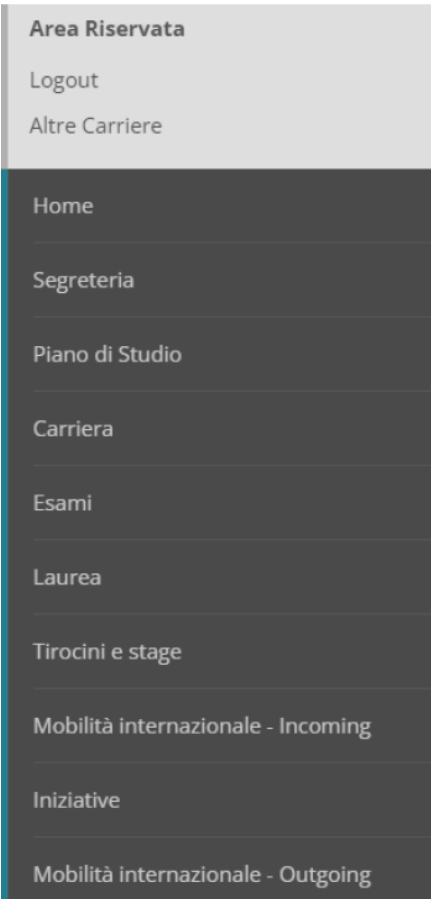 Area Riservata
Logout
Altre Carriere
Home
Segreteria
Piano di Studio
Carriera
Esami
Laurea
Tirocini e stage
Mobilità internazionale - Incoming
Iniziative
Mobilità internazionale - Outgoing